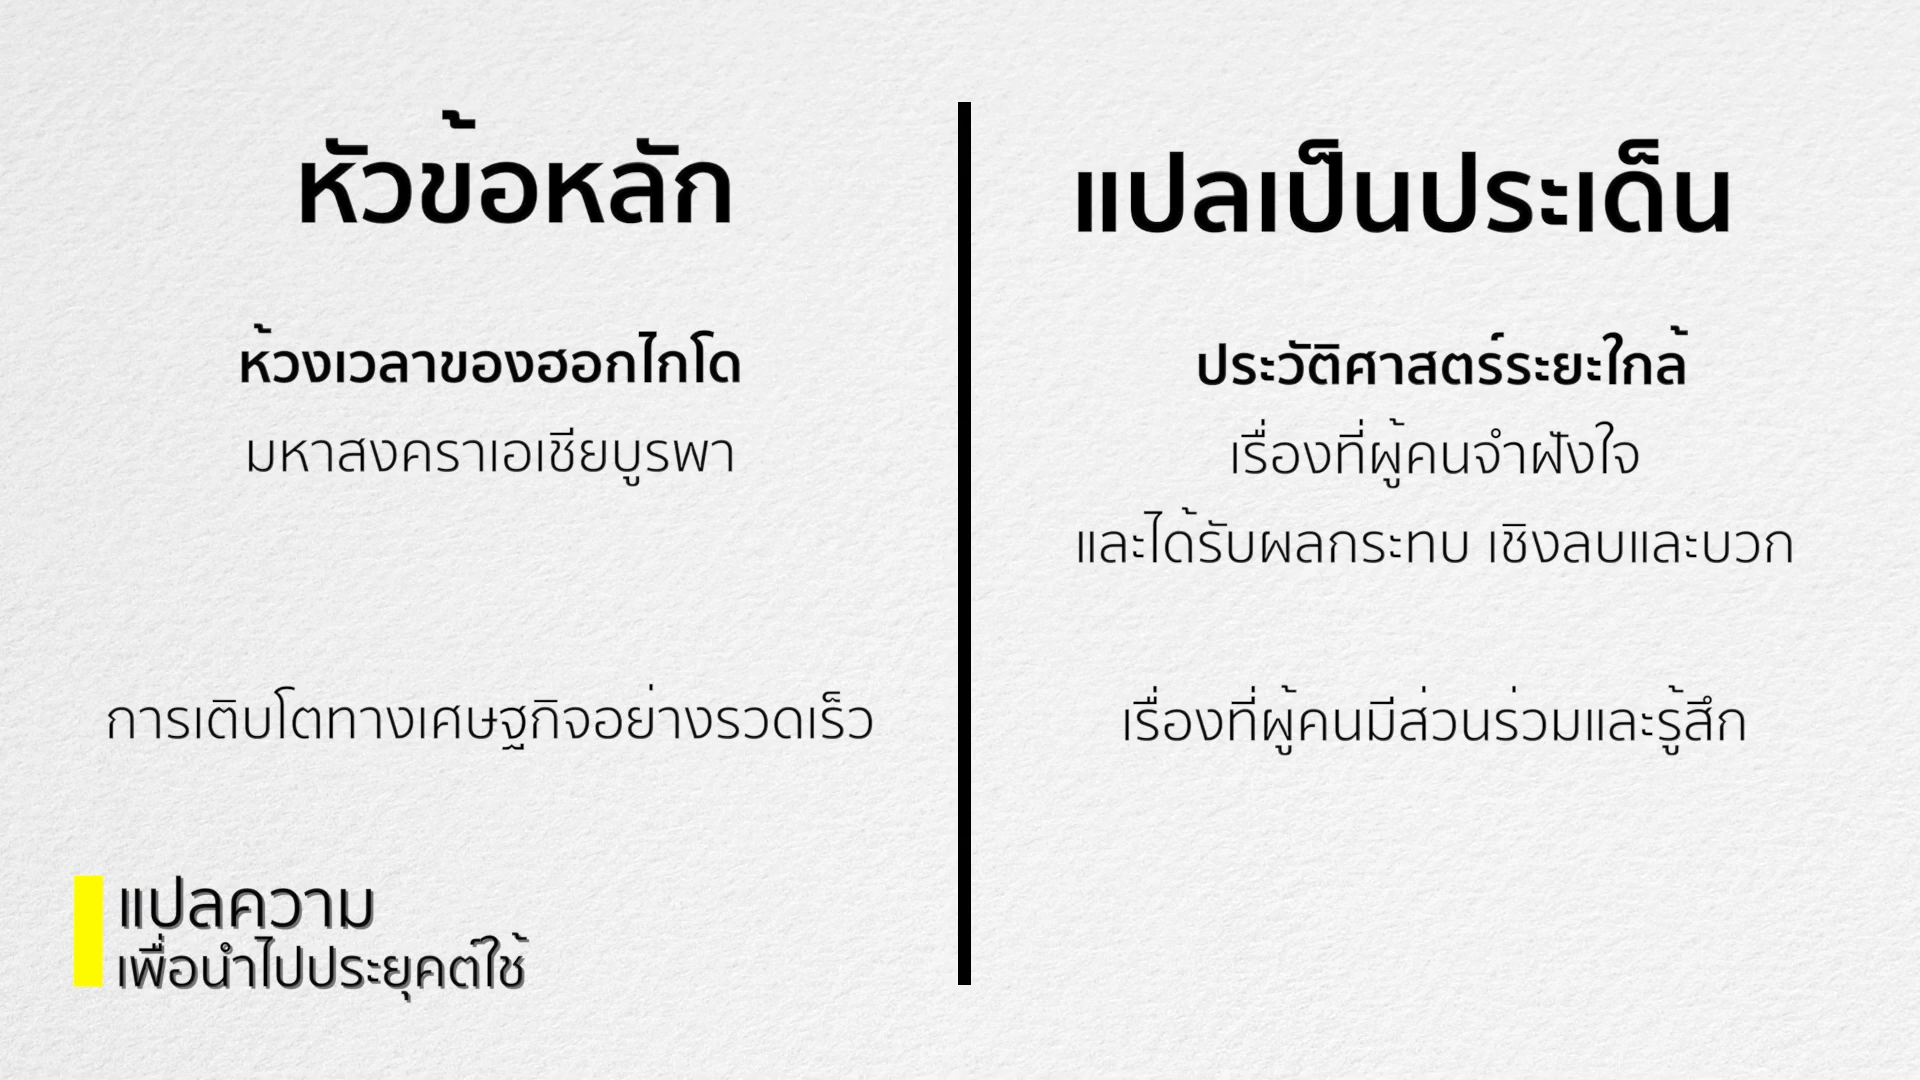 หัวข้อหลัก
ห้วงเวลาของฮอกไกโด
มหาสงคราเอเชียบูรพา
การเติบโตทางเศษฐกิจอย่างรวดเร็ว
แปลเป็นประเด็น
ประวัติศาสตร์ระยะใกล้
เรื่องที่ผู้คนจำฝังใจ
และได้รับผลกระทบ เชิงลบและบวก
เรื่องที่ผู้คนมีส่วนร่วมและรู้สึก
แปลความ
เพื่อนำไปประยุคต์ใช้